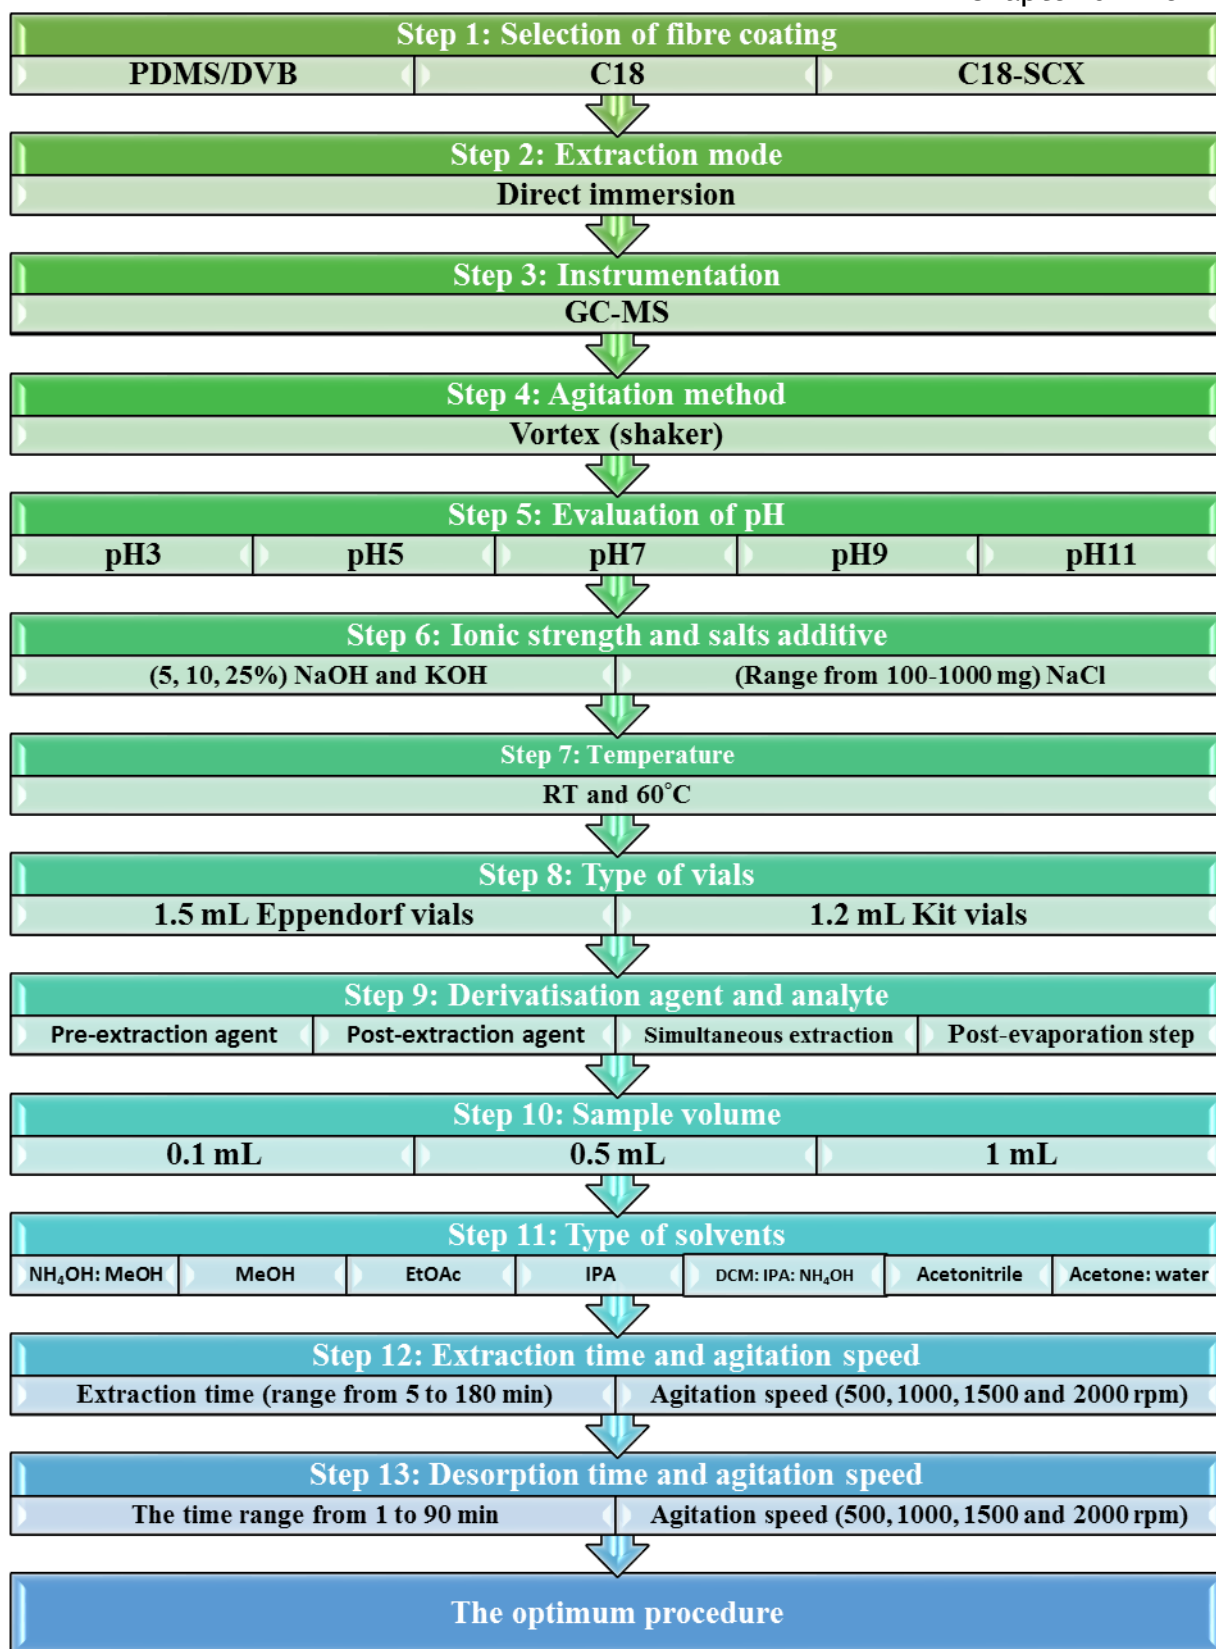 Step 1: Selection of fibre coating
PDMS/DVB C18 C18-SCX
Step 2: Extraction mode
Direct immersion
Step 3: Instrumentation
GC-MS
Step 4: Agitation method
Vortex (shaker)
Step 5: Evaluation of pH
pH3 pH5 pH7 pH9 pH11
Step 6: Ionic strength and salts additive
(5, 10, 25%) NaOH and KOH (Range from 100-1000 mg) NaCl
Step 7: Temperature
RT and 60°C
Step 8: Type of vials
1.5 mL Eppendorf vials 1.2 mL Kit vials
Step 9: Derivatisation agent and analyte
Pre-extraction agent Post-extraction agent Simultaneous extraction Post-evaporation step
Step 10: Sample volume
0.1 mL 0.5 mL 1 mL
Step 11: Type of solvents
NH₄OH: MeOH MeOH EtOAc IPA DCM: IPA: NH₄OH Acetonitrile Acetone: water
Step 12: Extraction time and agitation speed
Extraction time (range from 5 to 180 min) Agitation speed (500, 1000, 1500 and 2000 rpm)
Step 13: Desorption time and agitation speed
The time range from 1 to 90 min Agitation speed (500, 1000, 1500 and 2000 rpm)
The optimum procedure